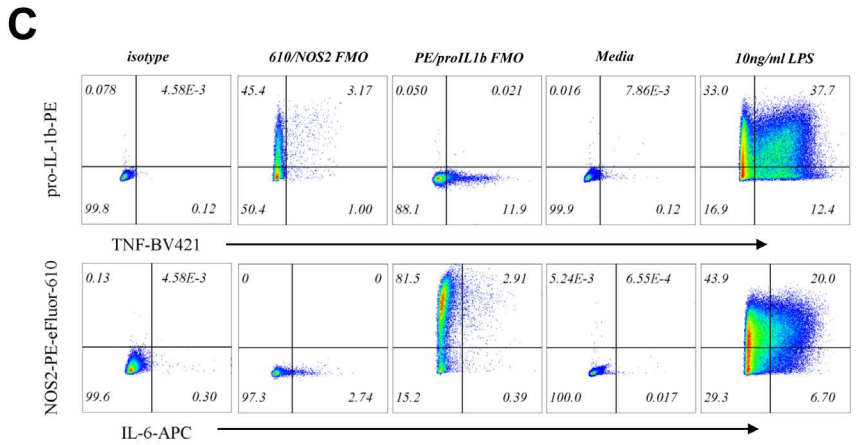 C
isotype 610/NOS2 FMO PE/proIL1b FMO Media 10ng/ml LPS
pro-IL-1b-PE
0.078 4.58E-3 45.4 3.17 0.050 0.021 0.016 7.86E-3 33.0 37.7
99.8 0.12 50.4 1.00 88.1 11.9 99.9 0.12 16.9 12.4
TNF-BV421
NOS2-PE-eFluor-610
0.13 4.58E-3 0 0 81.5 2.91 5.24E-3 6.55E-4 43.9 20.0
99.6 0.30 97.3 2.74 15.2 0.39 100.0 0.017 29.3 6.70
IL-6-APC